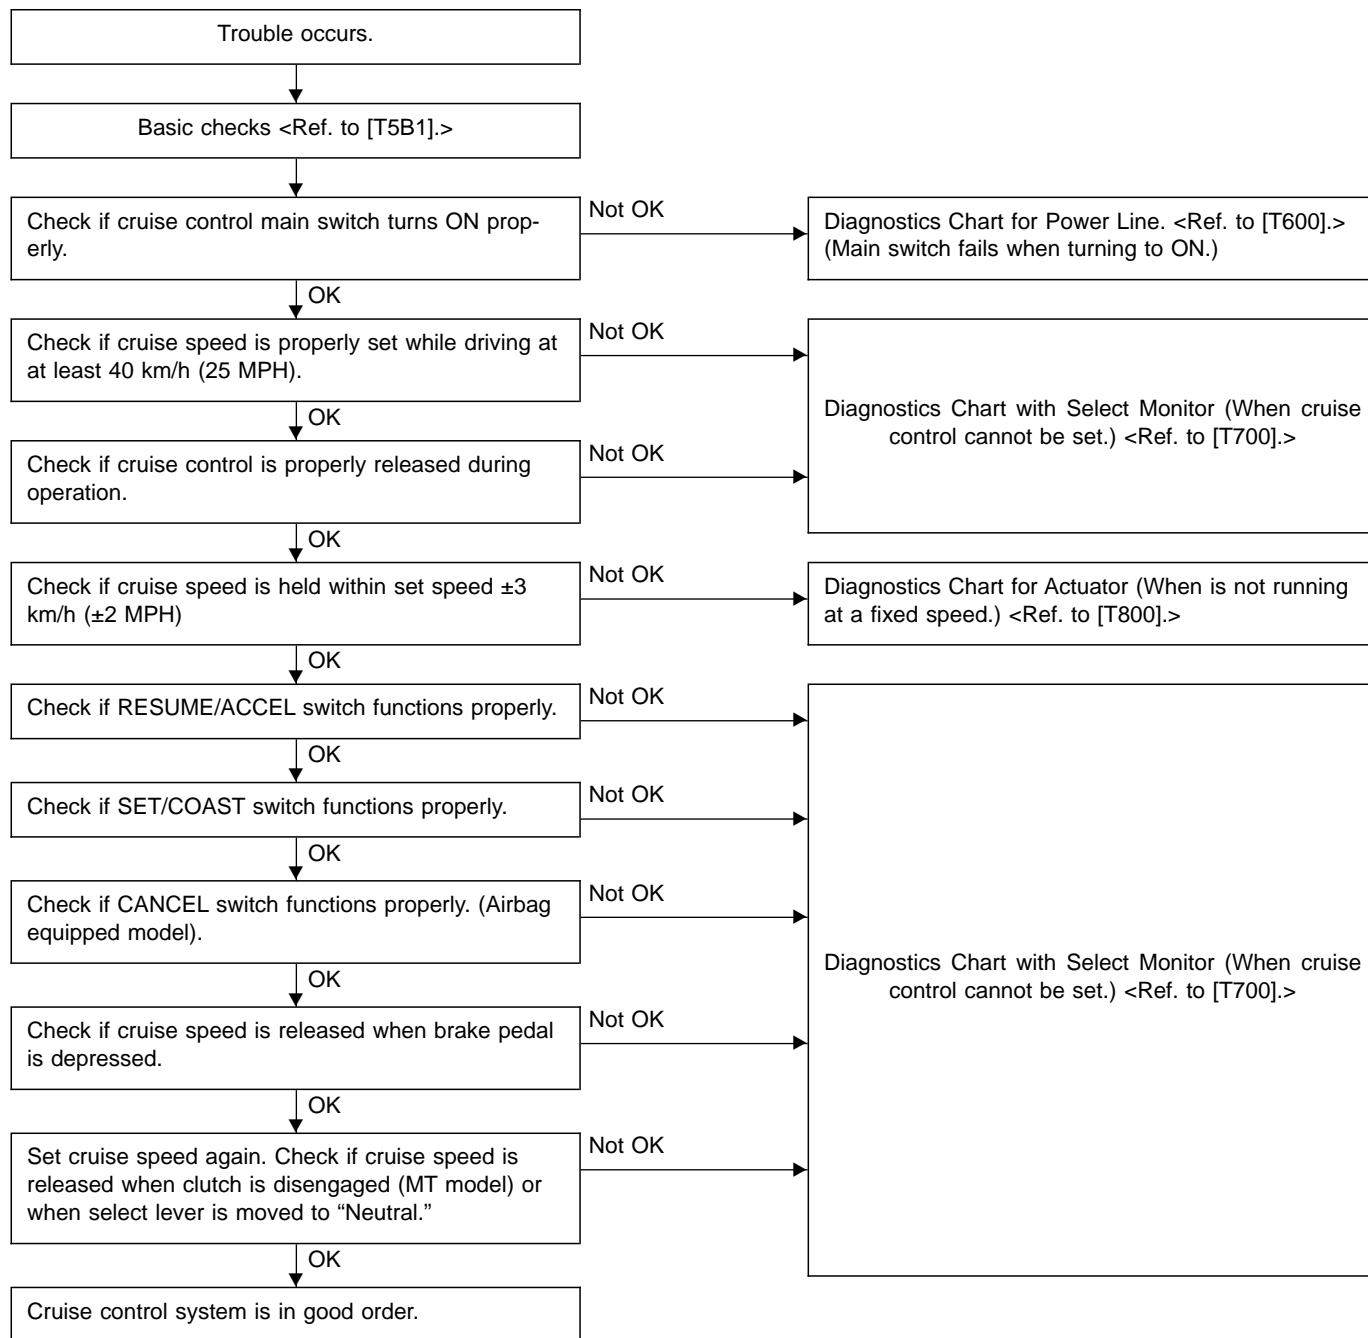 Trouble occurs.
Basic checks <Ref. to [T5B1].>
Check if cruise control main switch turns ON prop-
erly.
Not OK
Diagnostics Chart for Power Line. <Ref. to [T600].>
(Main switch fails when turning to ON.)
OK
Check if cruise speed is properly set while driving at
at least 40 km/h (25 MPH).
Not OK
OK
Check if cruise control is properly released during
operation.
Not OK
Diagnostics Chart with Select Monitor (When cruise
control cannot be set.) <Ref. to [T700].>
OK
Check if cruise speed is held within set speed ±3
km/h (±2 MPH)
Not OK
Diagnostics Chart for Actuator (When is not running
at a fixed speed.) <Ref. to [T800].>
OK
Check if RESUME/ACCEL switch functions properly.
Not OK
OK
Check if SET/COAST switch functions properly.
Not OK
OK
Check if CANCEL switch functions properly. (Airbag
equipped model).
Not OK
OK
Check if cruise speed is released when brake pedal
is depressed.
Not OK
Diagnostics Chart with Select Monitor (When cruise
control cannot be set.) <Ref. to [T700].>
OK
Set cruise speed again. Check if cruise speed is
released when clutch is disengaged (MT model) or
when select lever is moved to “Neutral.”
Not OK
OK
Cruise control system is in good order.